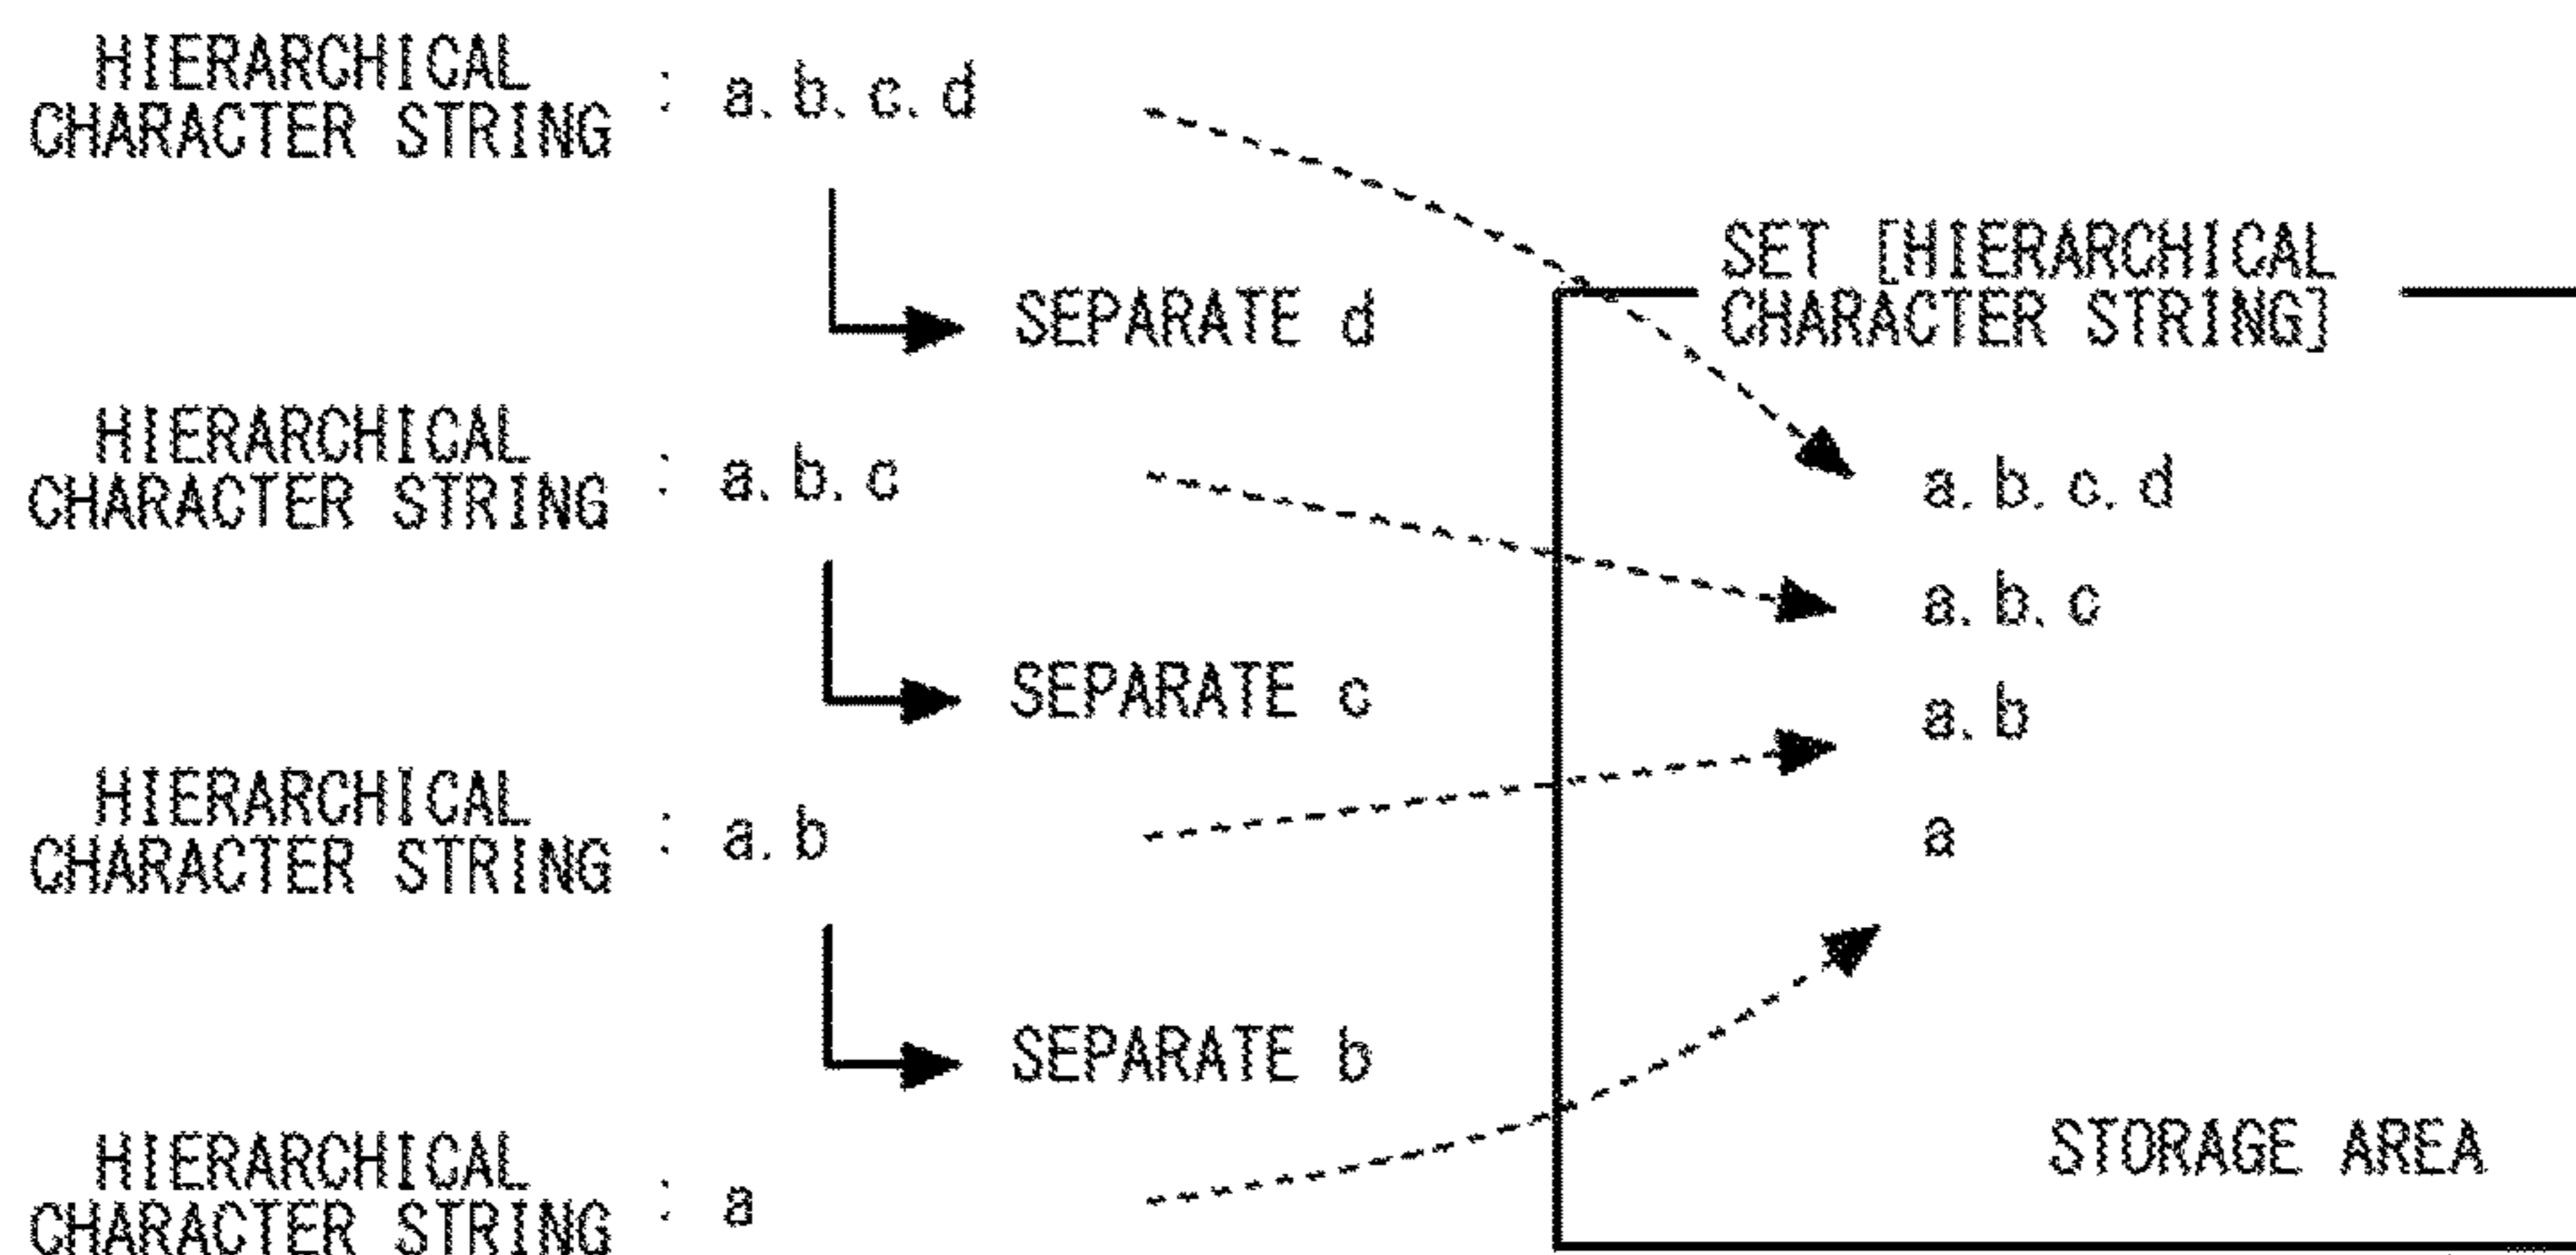 HIERARCHICAL
CHARACTER STRING : a.b.c.d
SEPARATE d
HIERARCHICAL
CHARACTER STRING : a.b.c
SEPARATE c
HIERARCHICAL
CHARACTER STRING : a.b
SEPARATE b
HIERARCHICAL
CHARACTER STRING : a
SET [HIERARCHICAL
CHARACTER STRING]
a.b.c.d
a.b.c
a.b
a
STORAGE AREA